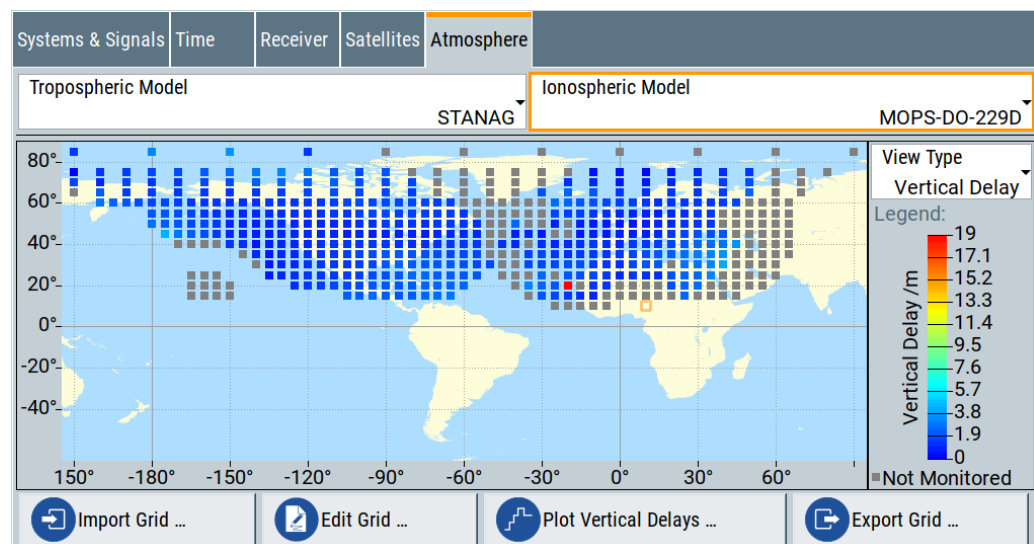 Systems & Signals Time Receiver Satellites Atmosphere
Tropospheric Model
STANAG
Ionospheric Model
MOPS-DO-229D
80°
60°
40°
20°
0°
-20°
-40°
150° -180° -150° -120° -90° -60° -30° 0° 30° 60°
View Type
Vertical Delay
Legend:
Vertical Delay /m
19
17.1
15.2
13.3
11.4
9.5
7.6
5.7
3.8
1.9
0
Not Monitored
Import Grid ... Edit Grid ... Plot Vertical Delays ... Export Grid ...